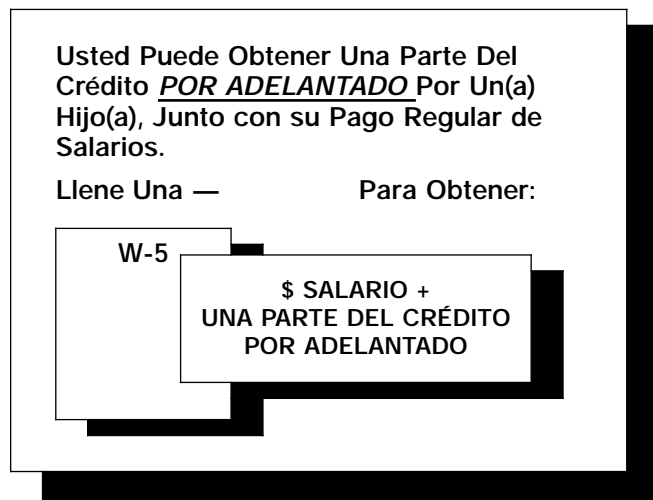 Usted Puede Obtener Una Parte Del
Crédito POR ADELANTADO Por Un(a)
Hijo(a), Junto con su Pago Regular de
Salarios.
Llene Una — Para Obtener:
W-5
$ SALARIO +
UNA PARTE DEL CRÉDITO
POR ADELANTADO